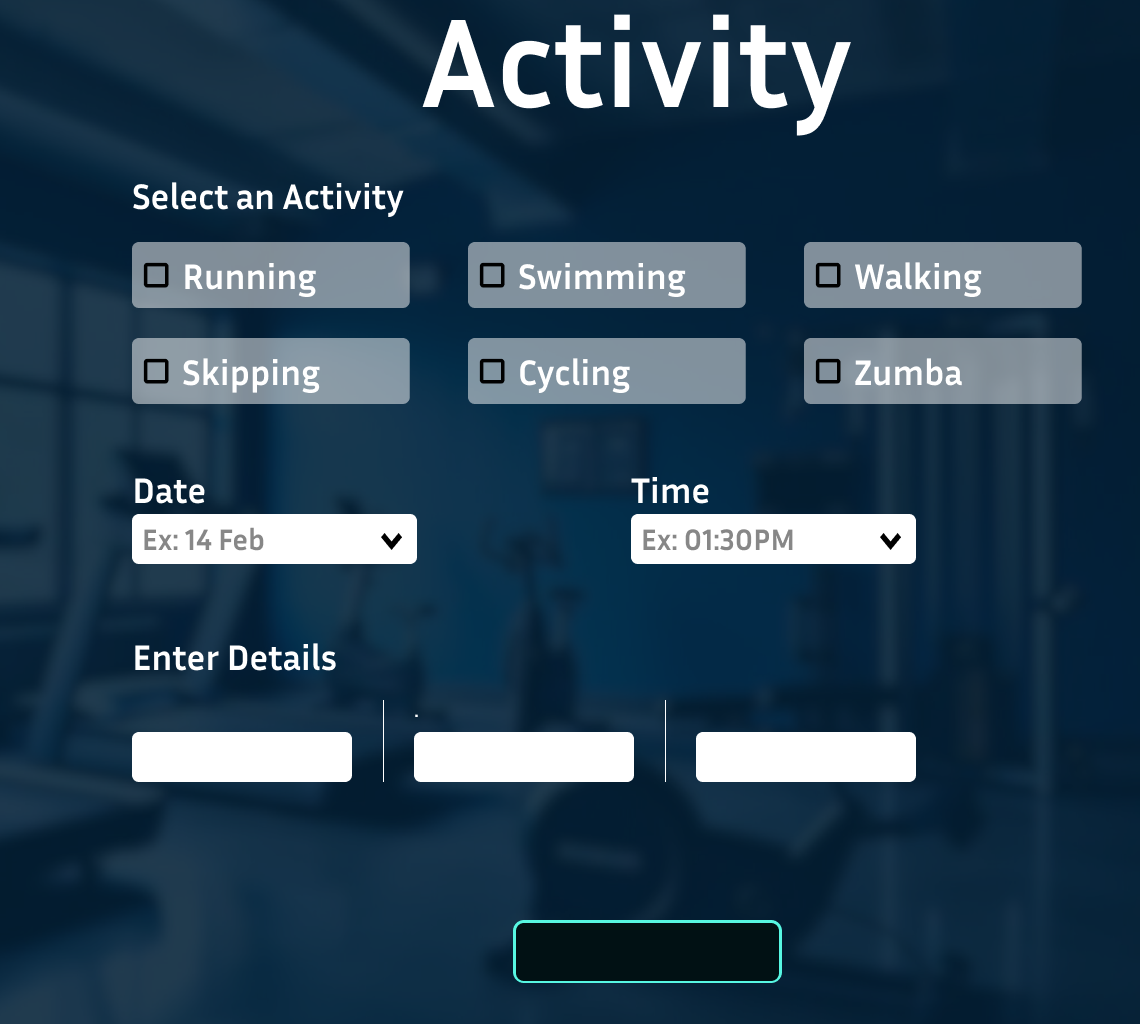 Activity
Select an Activity
Running Swimming Walking
Skipping Cycling Zumba
Date Time
Ex: 14 Feb Ex: 01:30PM
Enter Details
.